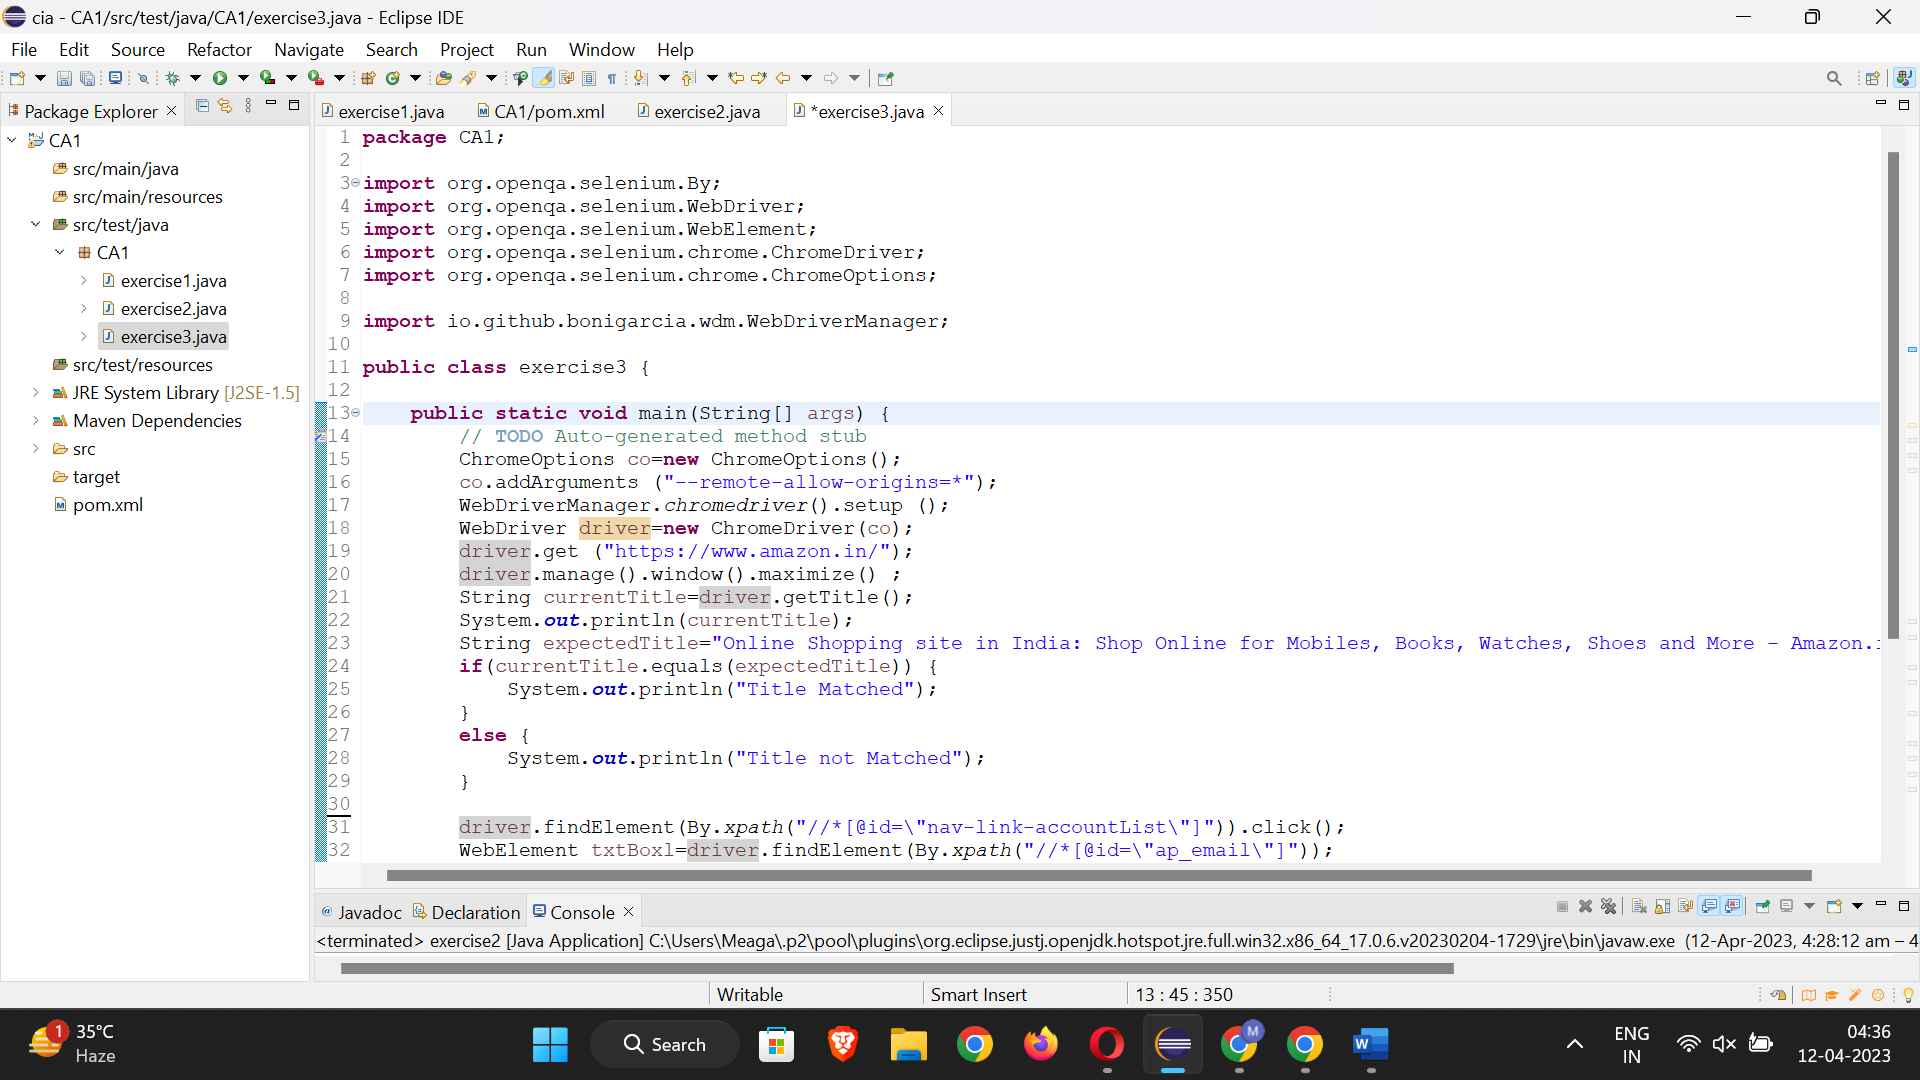 cia - CA1/src/test/java/CA1/exercise3.java - Eclipse IDE
File Edit Source Refactor Navigate Search Project Run Window Help
Package Explorer
CA1
src/main/java
src/main/resources
src/test/java
CA1
exercise1.java
exercise2.java
exercise3.java
src/test/resources
JRE System Library [J2SE-1.5]
Maven Dependencies
src
target
pom.xml
exercise1.java CA1/pom.xml exercise2.java *exercise3.java
1 package CA1;
2
3 import org.openqa.selenium.By;
4 import org.openqa.selenium.WebDriver;
5 import org.openqa.selenium.WebElement;
6 import org.openqa.selenium.chrome.ChromeDriver;
7 import org.openqa.selenium.chrome.ChromeOptions;
8
9 import io.github.bonigarcia.wdm.WebDriverManager;
10
11 public class exercise3 {
12
13 public static void main(String[] args) {
14 // TODO Auto-generated method stub
15 ChromeOptions co=new ChromeOptions();
16 co.addArguments ("--remote-allow-origins=*");
17 WebDriverManager.chromedriver().setup ();
18 WebDriver driver=new ChromeDriver(co);
19 driver.get ("https://www.amazon.in/");
20 driver.manage().window().maximize() ;
21 String currentTitle=driver.getTitle();
22 System.out.println(currentTitle);
23 String expectedTitle="Online Shopping site in India: Shop Online for Mobiles, Books, Watches, Shoes and More - Amazon.
24 if(currentTitle.equals(expectedTitle)) {
25 System.out.println("Title Matched");
26 }
27 else {
28 System.out.println("Title not Matched");
29 }
30
31 driver.findElement(By.xpath("//*[@id=\"nav-link-accountList\"]")).click();
32 WebElement txtBoxl=driver.findElement(By.xpath("//*[@id=\"ap_email\"]"));
Javadoc Declaration Console
<terminated> exercise2 [Java Application] C:\Users\Meaga\.p2\pool\plugins\org.eclipse.justj.openjdk.hotspot.jre.full.win32.x86_64_17.0.6.v20230204-1729\jre\bin\javaw.exe (12-Apr-2023, 4:28:12 am – 4
Writable Smart Insert 13 : 45 : 350
1 35°C
Haze
Search
M
ENG
IN
04:36
12-04-2023